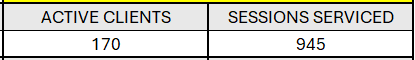 ACTIVE CLIENTS SESSIONS SERVICED
170 945